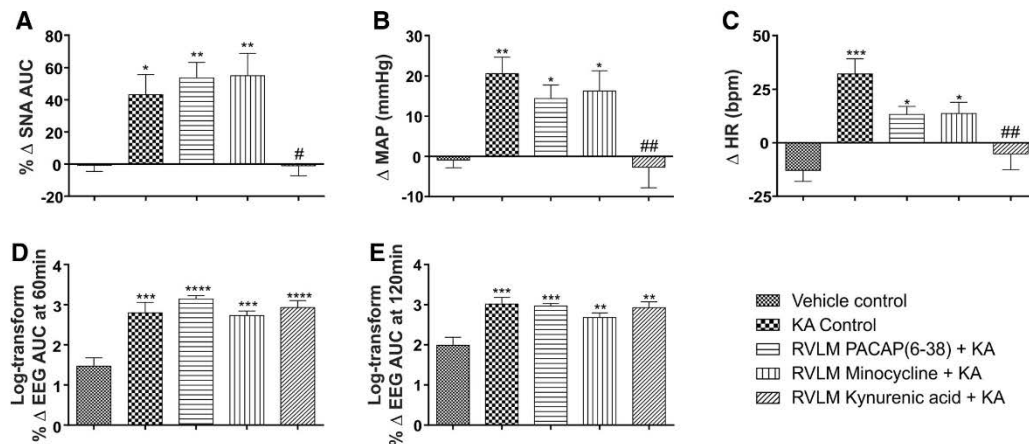 A
% Δ SNA AUC
80
60
40
20
0
-20
*
**
**
#
B
Δ MAP (mmHg)
30
20
10
0
-10
**
*
*
##
C
Δ HR (bpm)
50
25
0
-25
***
*
*
##
D
Log-transform
% Δ EEG AUC at 60min
4
3
2
1
0
***
****
***
****
E
Log-transform
% Δ EEG AUC at 120min
4
3
2
1
0
***
***
**
**
Vehicle control
KA Control
RVLM PACAP(6-38) + KA
RVLM Minocycline + KA
RVLM Kynurenic acid + KA